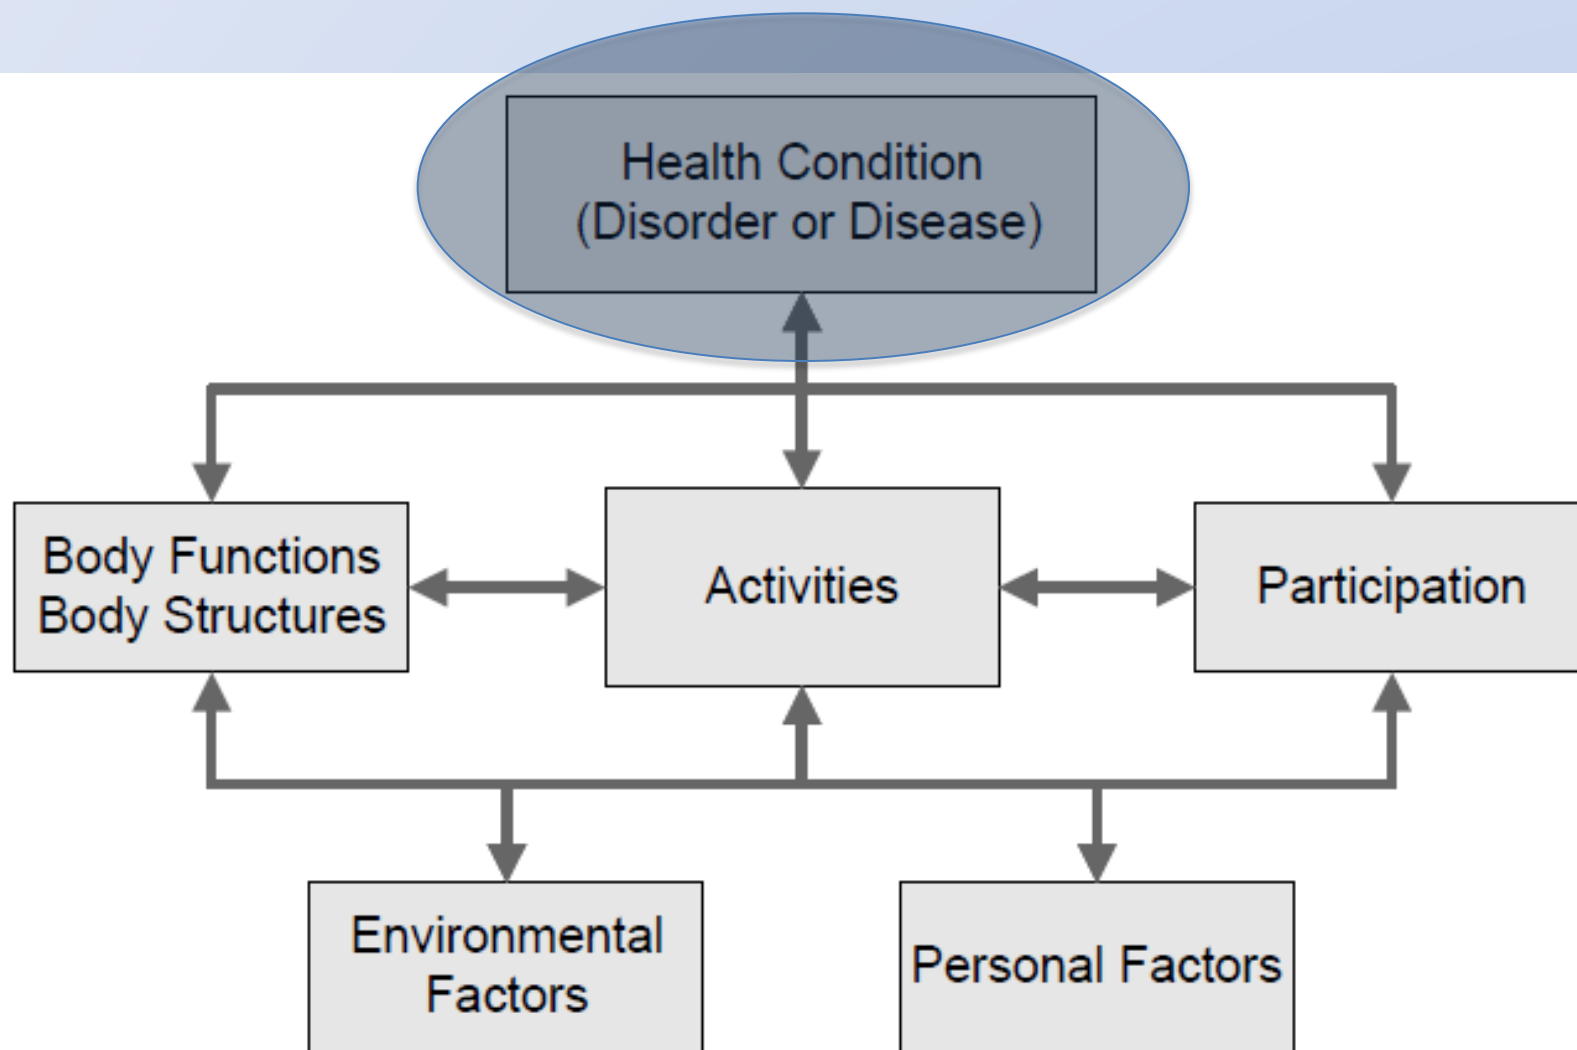 Health Condition
(Disorder or Disease)
Body Functions
Body Structures
Activities
Participation
Environmental
Factors
Personal Factors